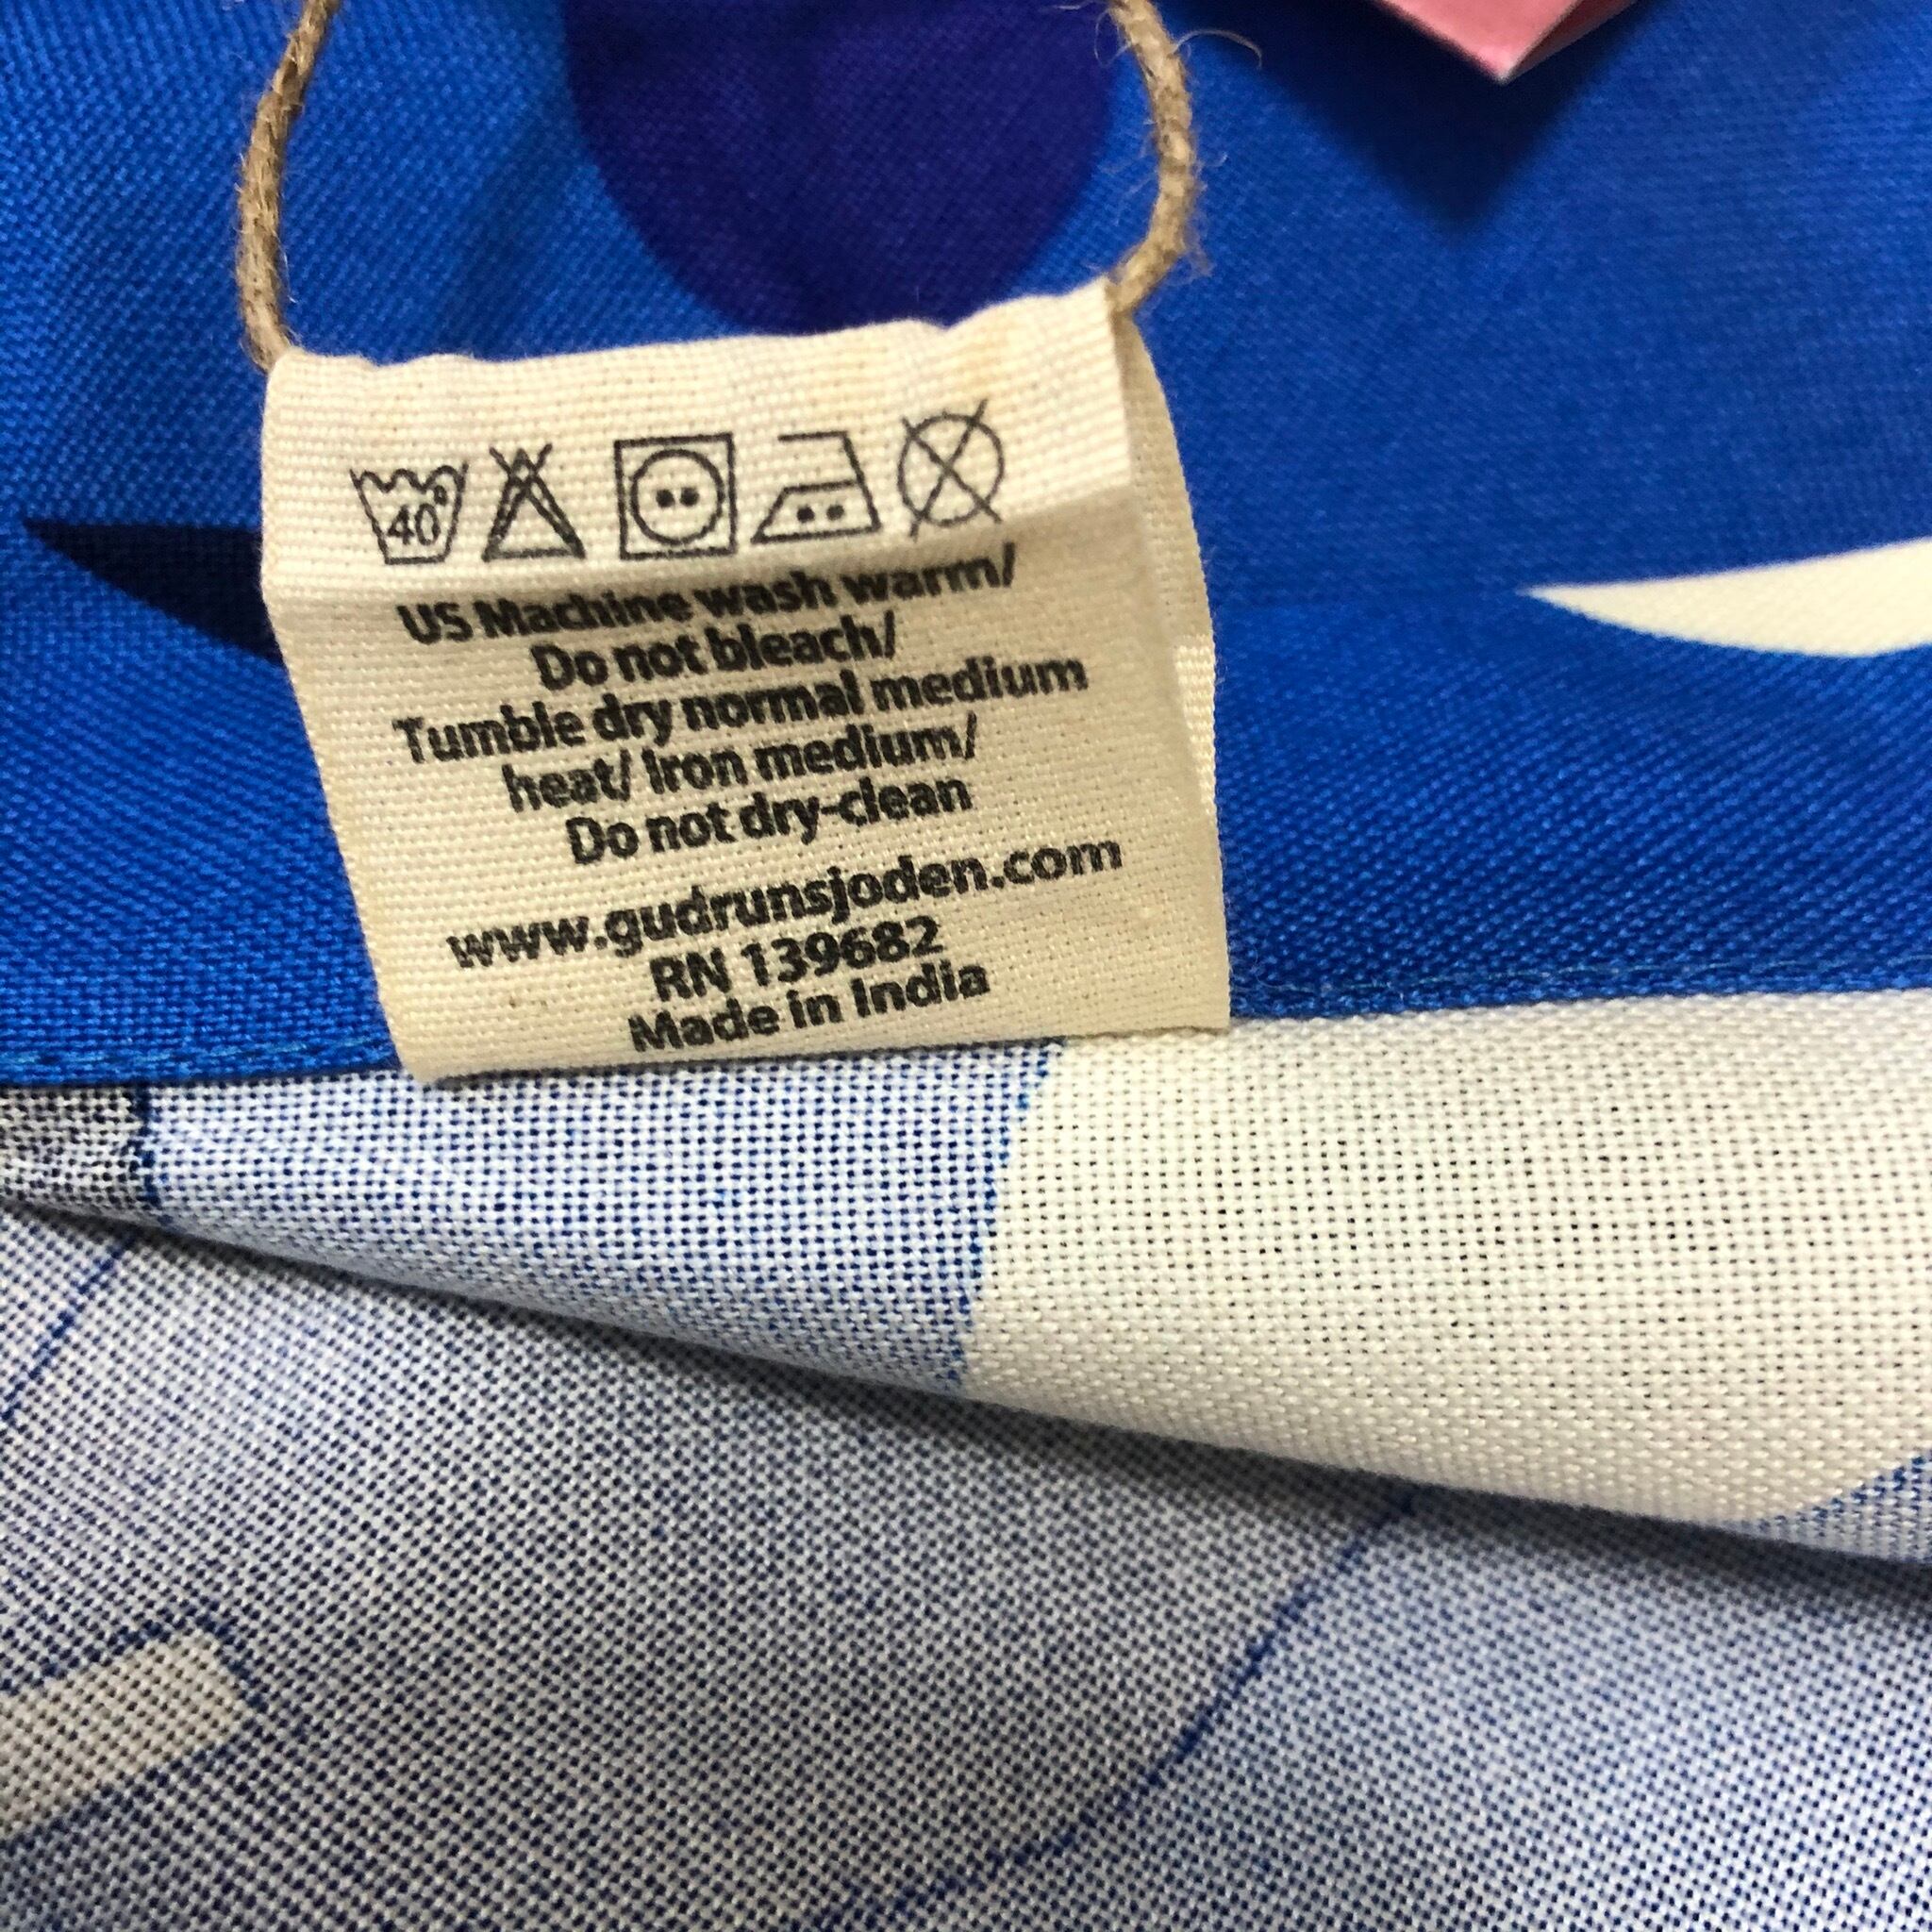 40°
US Machine wash warm/
Do not bleach/
Tumble dry normal medium
heat/ Iron medium/
Do not dry-clean
www.gudrunsjoden.com
RN 139682
Made in India